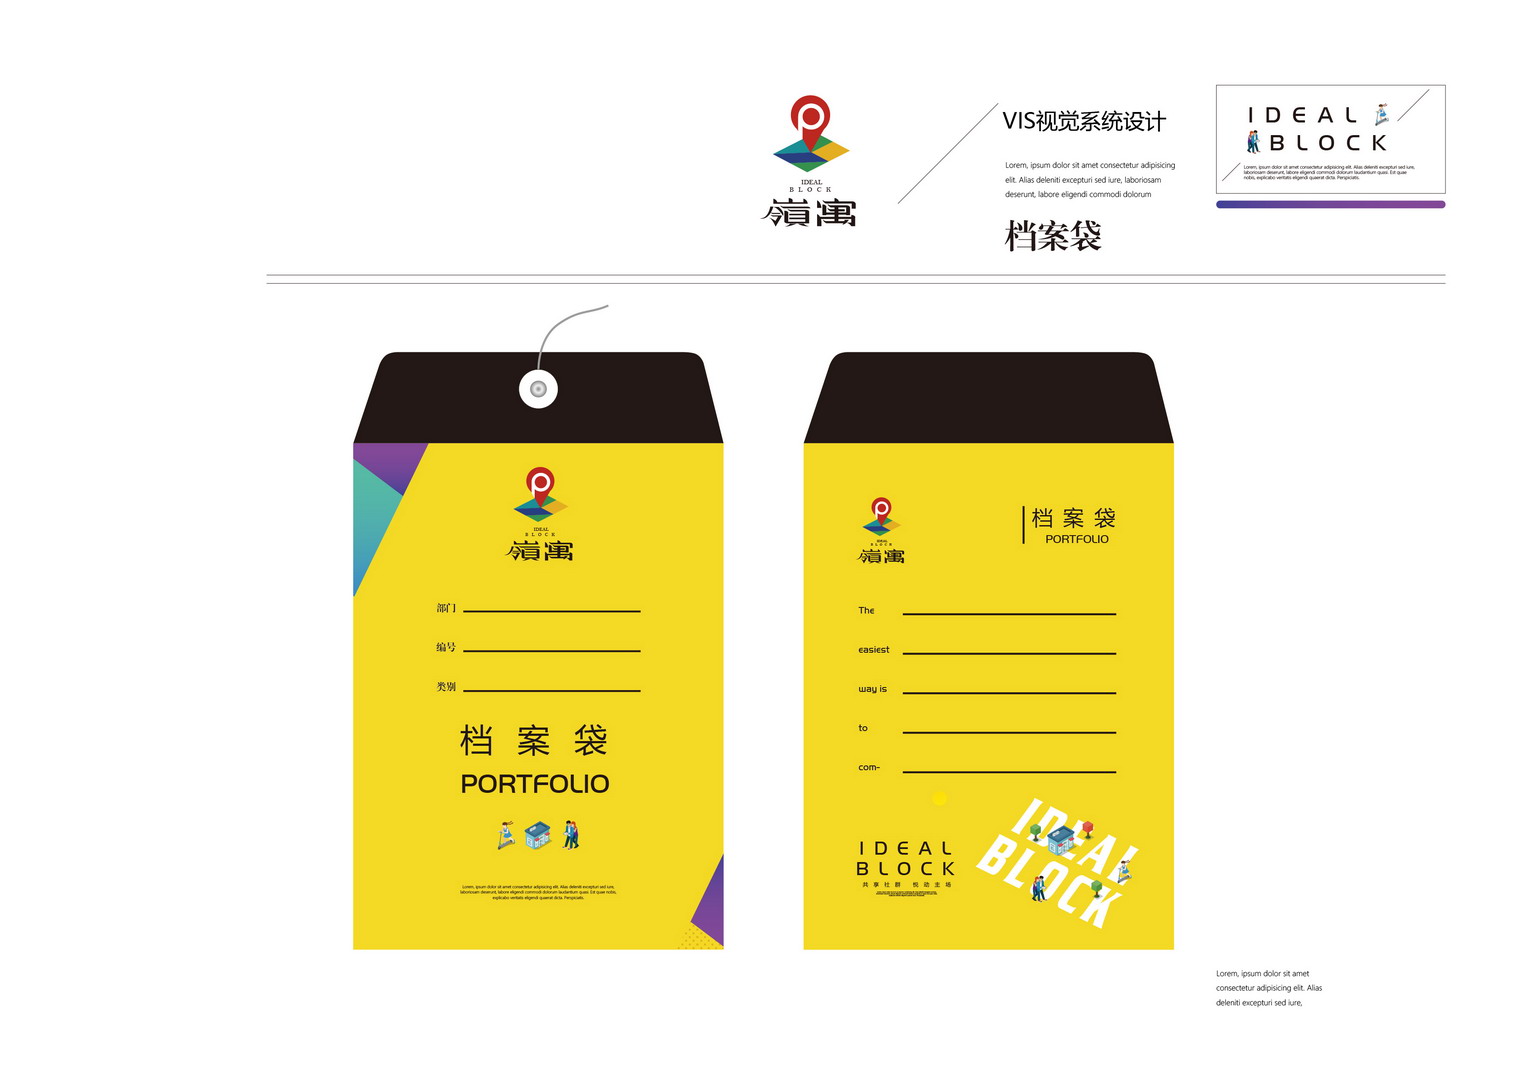 IDEAL
BLOCK
嶺寓
VIS视觉系统设计
Lorem, ipsum dolor sit amet consectetur adipisicing
elit. Alias deleniti excepturi sed iure, laboriosam
deserunt, labore eligendi commodi dolorum
档案袋
IDEAL
BLOCK
Lorem, ipsum dolor sit amet consectetur adipisicing elit. Alias deleniti excepturi sed iure,
laboriosam deserunt, labore eligendi commodi dolorum laudantium quas. Est quae
nobis, explicabo veritatis eligendi quaerat dicta. Perspiciatis.
IDEAL
BLOCK
嶺寓
部门
编号
类别
档案袋
PORTFOLIO
Lorem, ipsum dolor sit amet consectetur adipisicing elit. Alias deleniti excepturi sed iure,
laboriosam deserunt, labore eligendi commodi dolorum laudantium quas. Est quae nobis,
explicabo veritatis eligendi quaerat dicta. Perspiciatis.
IDEAL
BLOCK
嶺寓
档案袋
PORTFOLIO
The
easiest
way is
to
com-
IDEAL
BLOCK
共享社群 悦动主场
IDEAL
BLOCK
Lorem, ipsum dolor sit amet
consectetur adipisicing elit. Alias
deleniti excepturi sed iure,